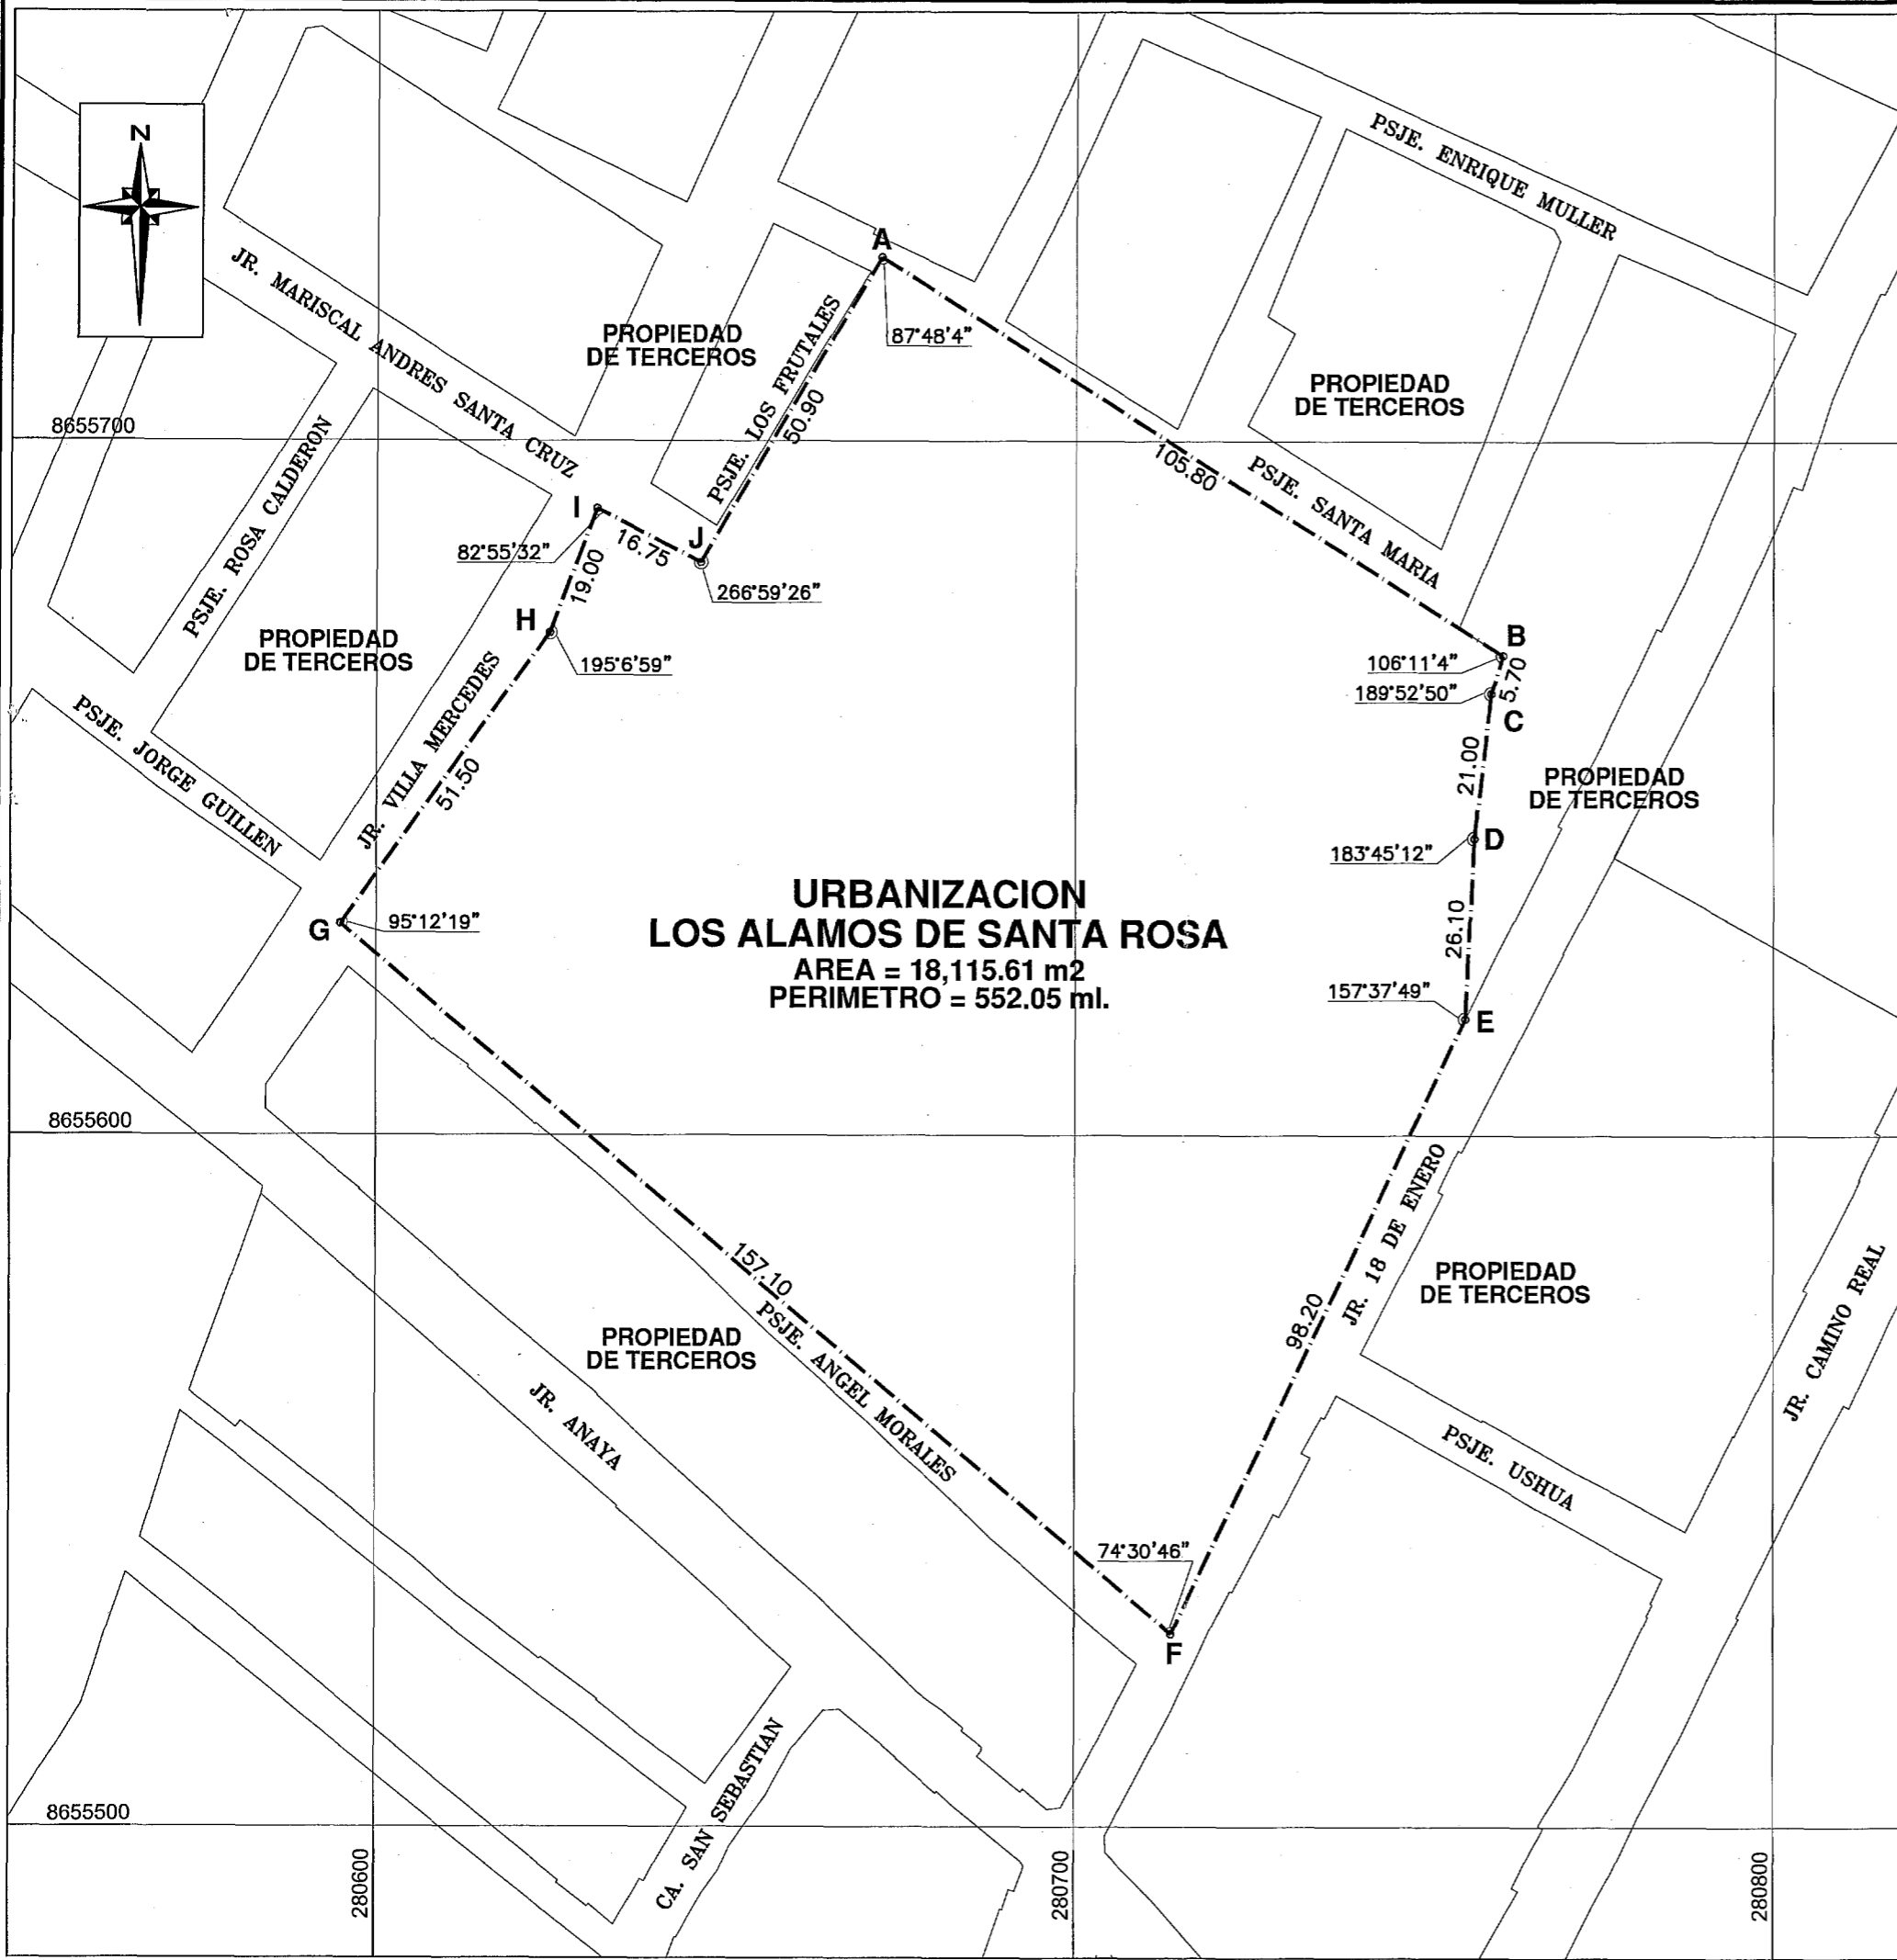 N
PSJE. ENRIQUE MULLER
A
JR. MARISCAL ANDRES SANTA CRUZ
PROPIEDAD
DE TERCEROS
PSJE. LOS FRUTALES
50.90
87°48'4"
PROPIEDAD
DE TERCEROS
8655700
105.80
PSJE. SANTA MARIA
PSJE. ROSA CALDERON
I
82°55'32"
16.75
J
19.00
266°59'26"
H
195°6'59"
PROPIEDAD
DE TERCEROS
B
106°11'4"
5.70
189°52'50"
C
PSJE. JORGE GUILLEN
JR. VILLA MERCEDES
51.50
21.00
PROPIEDAD
DE TERCEROS
D
183°45'12"
G
95°12'19"
URBANIZACION
LOS ALAMOS DE SANTA ROSA
AREA = 18,115.61 m2
PERIMETRO = 552.05 ml.
26.10
157°37'49"
E
8655600
JR. 18 DE ENERO
98.20
157.10
PSJE. ANGEL MORALES
PROPIEDAD
DE TERCEROS
PROPIEDAD
DE TERCEROS
JR. CAMINO REAL
JR. ANAYA
PSJE. USHUA
74°30'46"
F
CA. SAN SEBASTIAN
8655500
280600
280700
280800